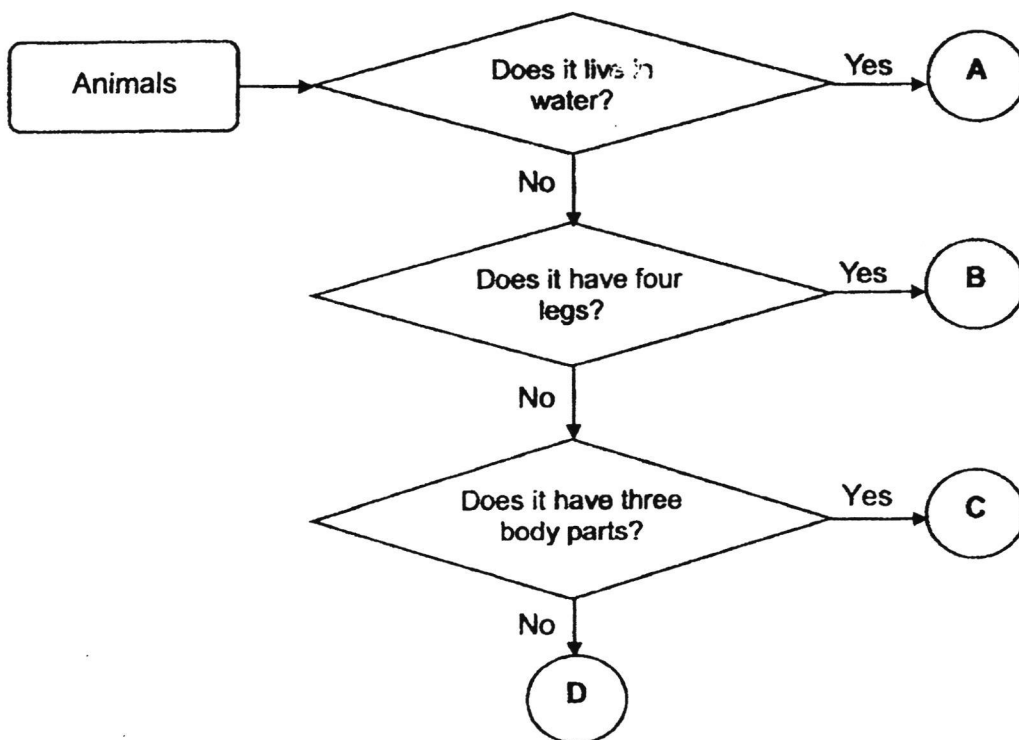 Animals
Does it live in
water?
Yes
A
No
Does it have four
legs?
Yes
B
No
Does it have three
body parts?
Yes
C
No
D